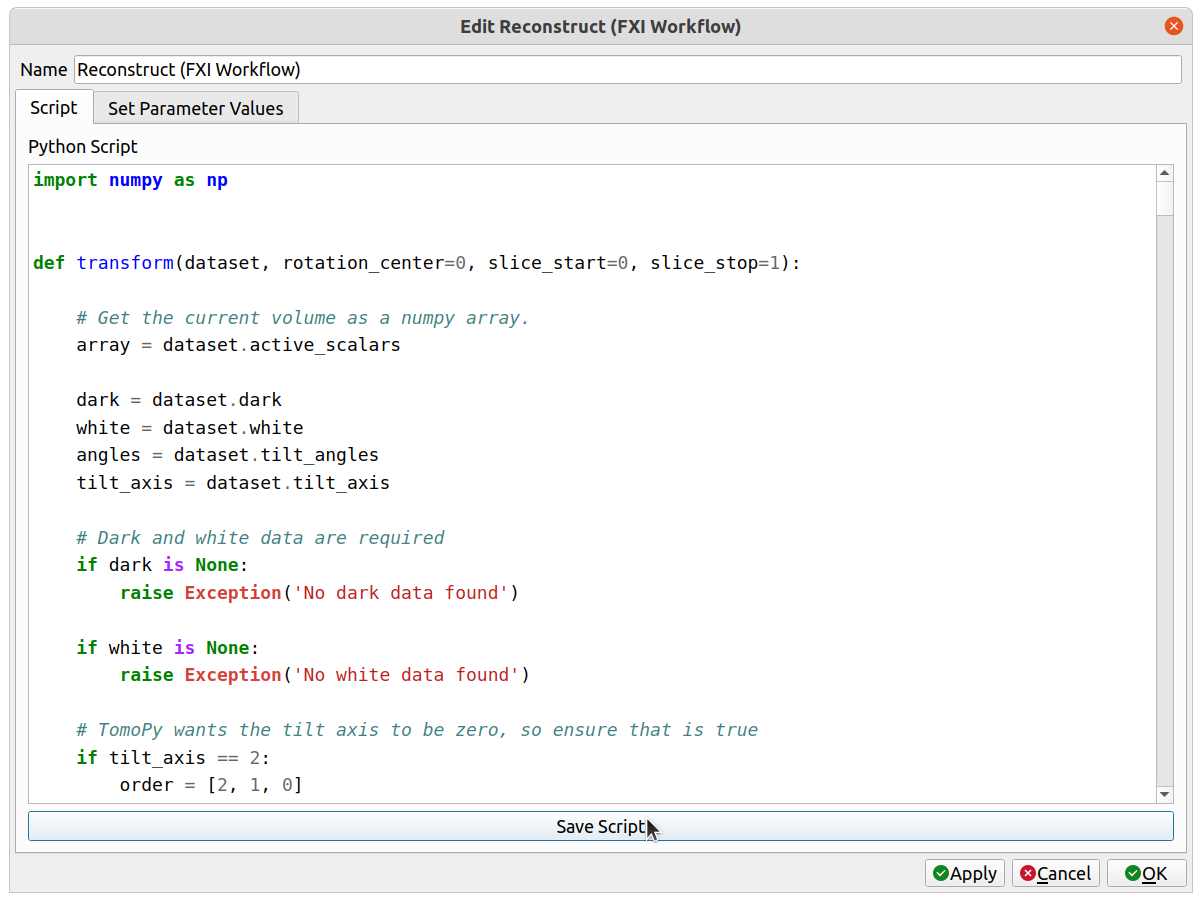 Edit Reconstruct (FXI Workflow)
Name Reconstruct (FXI Workflow)
Script Set Parameter Values
Python Script
import numpy as np
def transform(dataset, rotation_center=0, slice_start=0, slice_stop=1):
    # Get the current volume as a numpy array.
    array = dataset.active_scalars
    dark = dataset.dark
    white = dataset.white
    angles = dataset.tilt_angles
    tilt_axis = dataset.tilt_axis
    # Dark and white data are required
    if dark is None:
        raise Exception('No dark data found')
    if white is None:
        raise Exception('No white data found')
    # TomoPy wants the tilt axis to be zero, so ensure that is true
    if tilt_axis == 2:
        order = [2, 1, 0]
Save Script
Apply Cancel OK